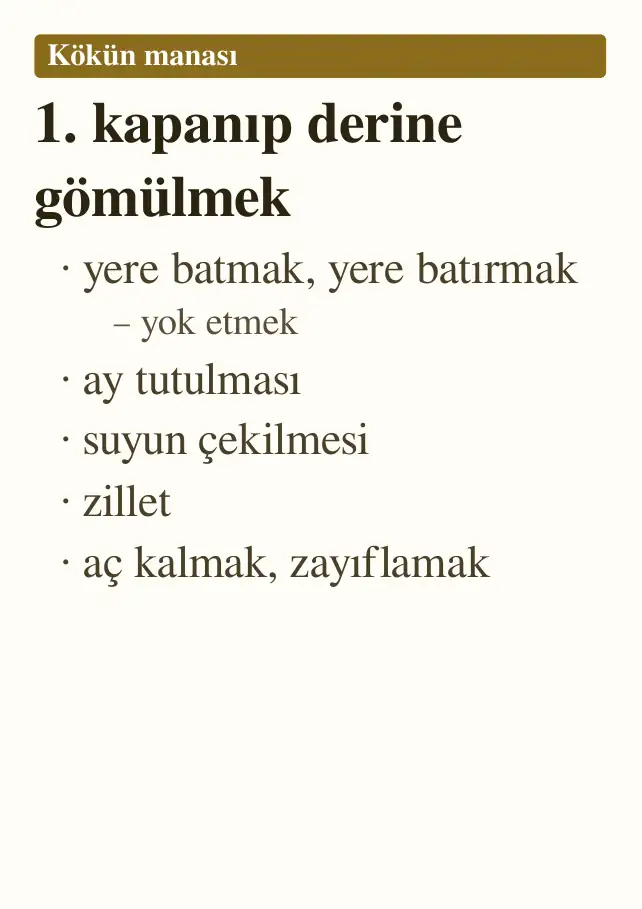 Kökün manası
1. kapanıp derine
gömülmek
· yere batmak, yere batırmak
– yok etmek
· ay tutulması
· suyun çekilmesi
· zillet
· aç kalmak, zayıflamak